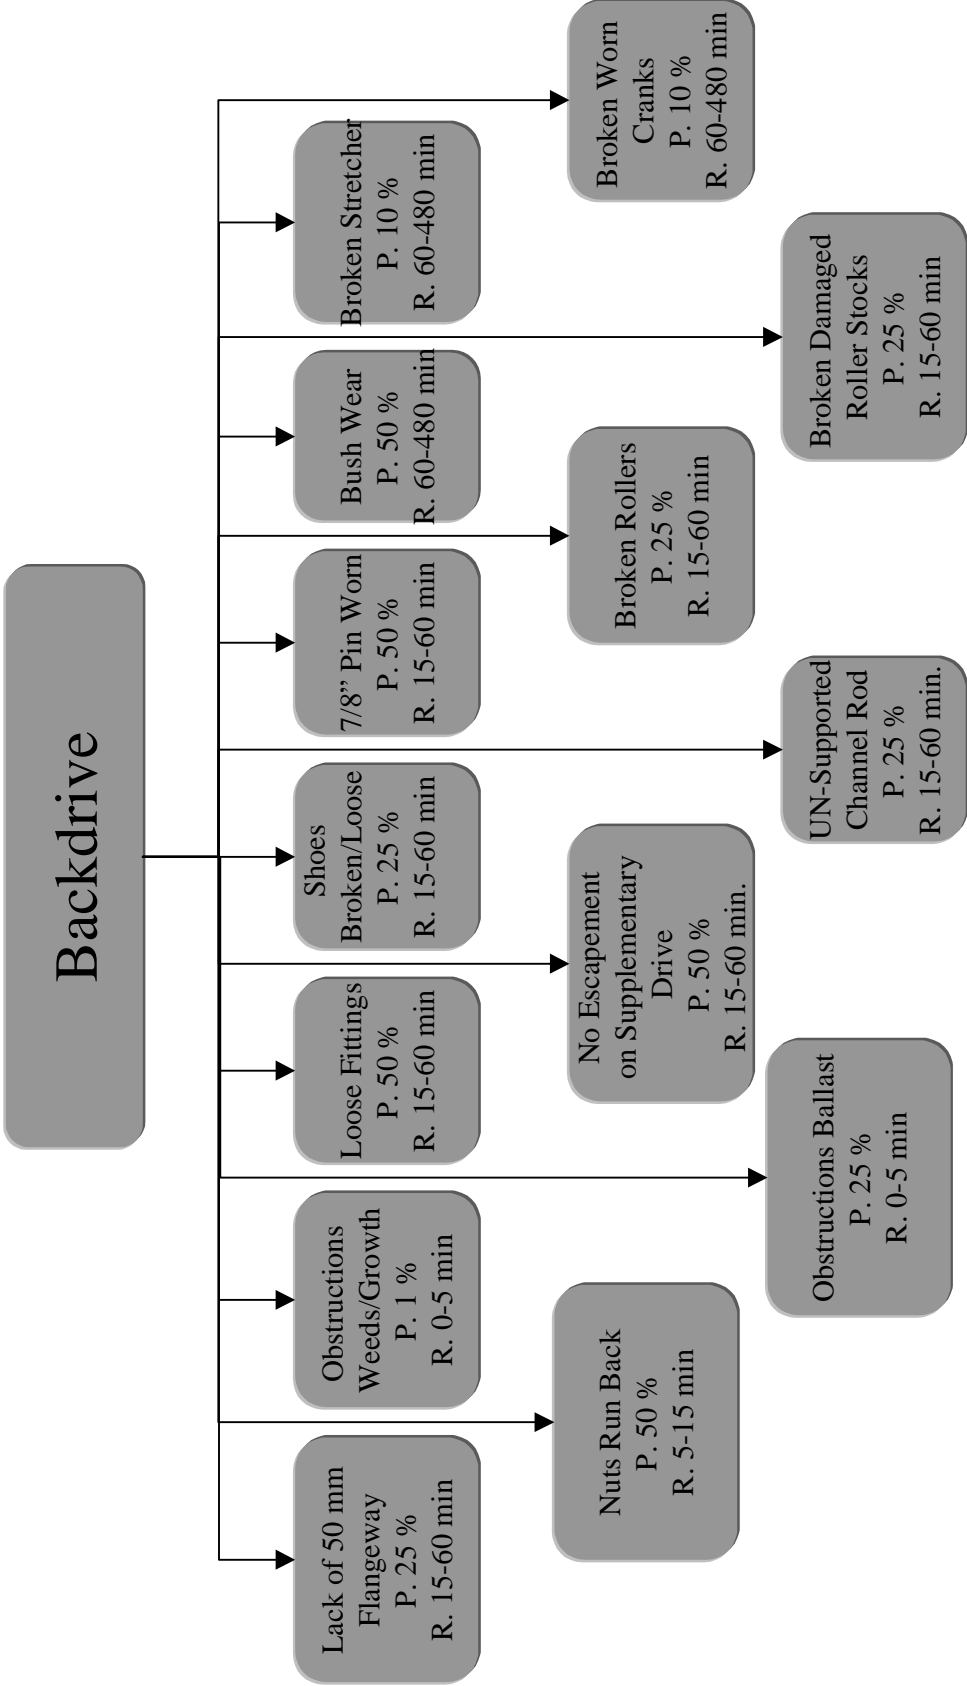 Backdrive
Lack of 50 mm
Flangeway
P. 25 %
R. 15-60 min
Obstructions
Weeds/Growth
P. 1 %
R. 0-5 min
Loose Fittings
P. 50 %
R. 15-60 min
Shoes
Broken/Loose
P. 25 %
R. 15-60 min
7/8” Pin Worn
P. 50 %
R. 15-60 min
Bush Wear
P. 50 %
R. 60-480 min
Broken Stretcher
P. 10 %
R. 60-480 min
Nuts Run Back
P. 50 %
R. 5-15 min
No Escapement
on Supplementary
Drive
P. 50 %
R. 15-60 min.
Broken Rollers
P. 25 %
R. 15-60 min
Broken Worn
Cranks
P. 10 %
R. 60-480 min
Obstructions Ballast
P. 25 %
R. 0-5 min
UN-Supported
Channel Rod
P. 25 %
R. 15-60 min.
Broken Damaged
Roller Stocks
P. 25 %
R. 15-60 min